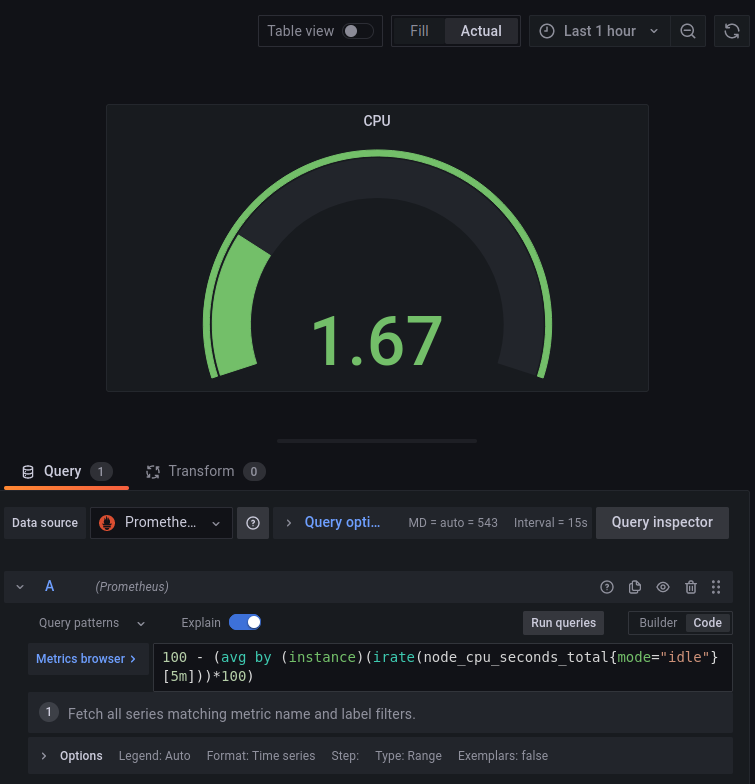 Table view Fill Actual Last 1 hour
CPU
1.67
Query 1 Transform 0
Data source Promethe... Query opti... MD = auto = 543 Interval = 15s Query inspector
A (Prometheus)
Query patterns Explain Run queries Builder Code
Metrics browser > 100 - (avg by (instance)(irate(node_cpu_seconds_total{mode="idle"}
[5m]))*100)
1 Fetch all series matching metric name and label filters.
Options Legend: Auto Format: Time series Step: Type: Range Exemplars: false